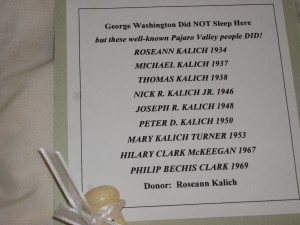 George Washington Did NOT Sleep Here
but these well-known Pajaro Valley people DID!
ROSEANN KALICH 1934
MICHAEL KALICH 1937
THOMAS KALICH 1938
NICK R. KALICH JR. 1946
JOSEPH R. KALICH 1948
PETER D. KALICH 1950
MARY KALICH TURNER 1953
HILARY CLARK McKEEGAN 1967
PHILIP BECHIS CLARK 1969
Donor: Roseann Kalich